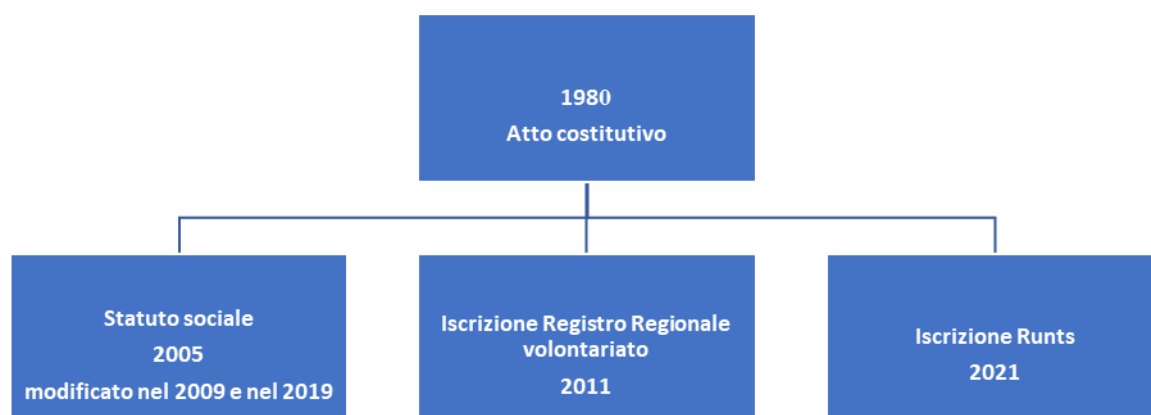 1980
Atto costitutivo
Statuto sociale
2005
modificato nel 2009 e nel 2019
Iscrizione Registro Regionale
volontariato
2011
Iscrizione Runts
2021